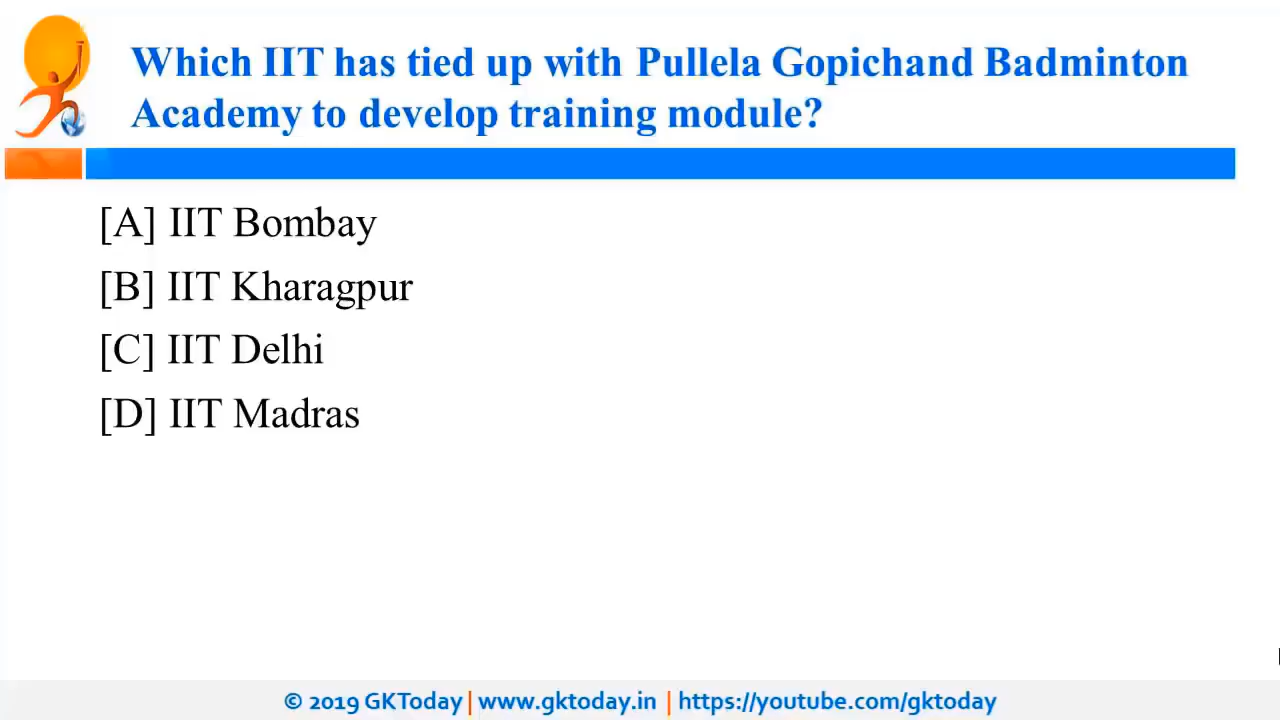 Which IIT has tied up with Pullela Gopichand Badminton
Academy to develop training module?
[A] IIT Bombay
[B] IIT Kharagpur
[C] IIT Delhi
[D] IIT Madras
© 2019 GKToday | www.gktoday.in | https://youtube.com/gktoday